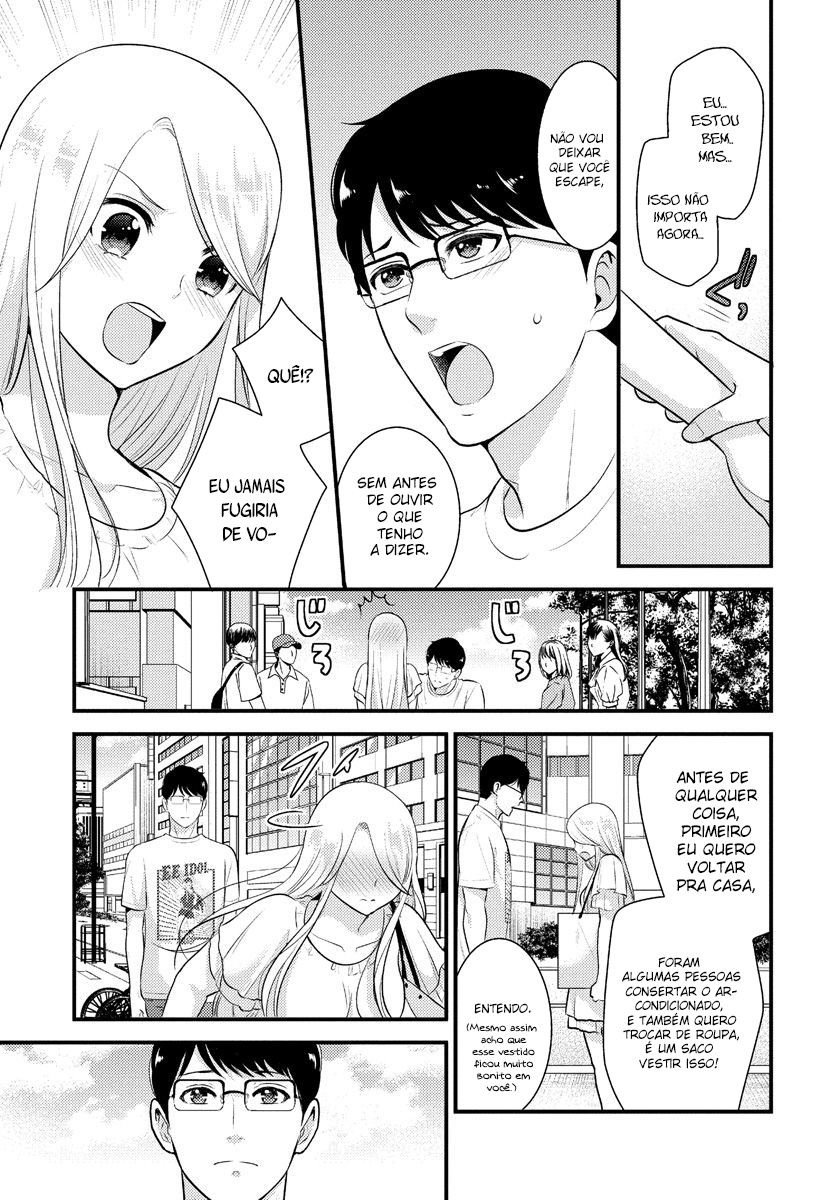 EU...
ESTOU
BEM...
MAS...
ISSO NÃO
IMPORTA
AGORA...
NÃO VOU
DEIXAR
QUE VOCÊ
ESCAPE,
SEM ANTES
DE OUVIR
O QUE
TENHO
A DIZER.
QUÊ!?
EU JAMAIS
FUGIRIA
DE VO-
じろ
じろ
ANTES DE
QUALQUER
COISA,
PRIMEIRO
EU QUERO
VOLTAR
PRA CASA,
FORAM
ALGUMAS PESSOAS
CONSERTAR O AR-
CONDICIONADO,
E TAMBÉM QUERO
TROCAR DE ROUPA,
É UM SACO
VESTIR ISSO!
ENTENDO.
(Mesmo assim
acho que
esse vestido
ficou muito
bonito em
você.)
EE IDOL